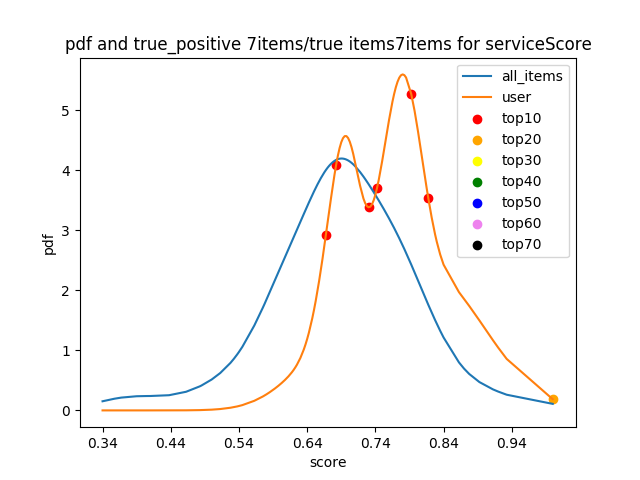 pdf and true_positive 7items/true items7items for serviceScore
all_items
user
top10
top20
top30
top40
top50
top60
top70
pdf
5
4
3
2
1
0
0.34 0.44 0.54 0.64 0.74 0.84 0.94
score